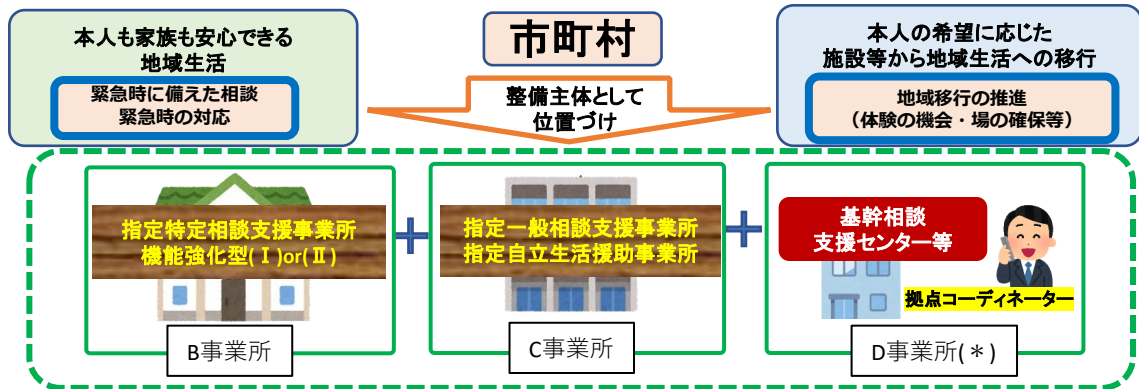 本人も家族も安心できる
地域生活
緊急時に備えた相談
緊急時の対応
市町村
整備主体として
位置づけ
本人の希望に応じた
施設等から地域生活への移行
地域移行の推進
（体験の機会・場の確保等）
指定特定相談支援事業所
機能強化型(Ⅰ)or(Ⅱ)
B事業所
+
指定一般相談支援事業所
指定自立生活援助事業所
C事業所
+
基幹相談
支援センター等
拠点コーディネーター
D事業所(＊)